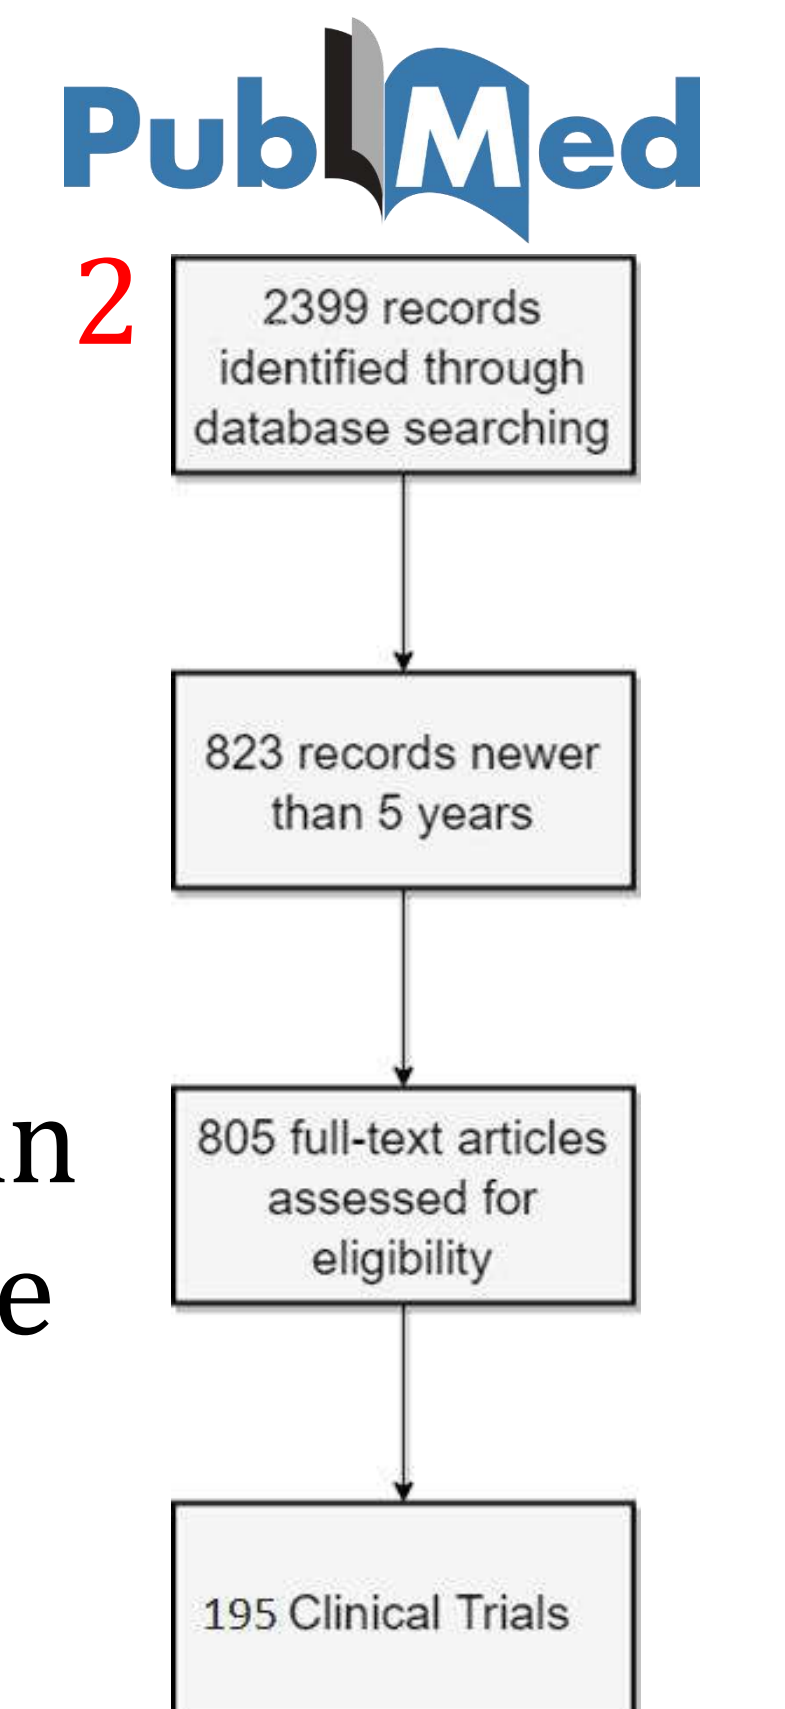 PubMed
2
2399 records
identified through
database searching
823 records newer
than 5 years
805 full-text articles
assessed for
eligibility
in
e
195 Clinical Trials